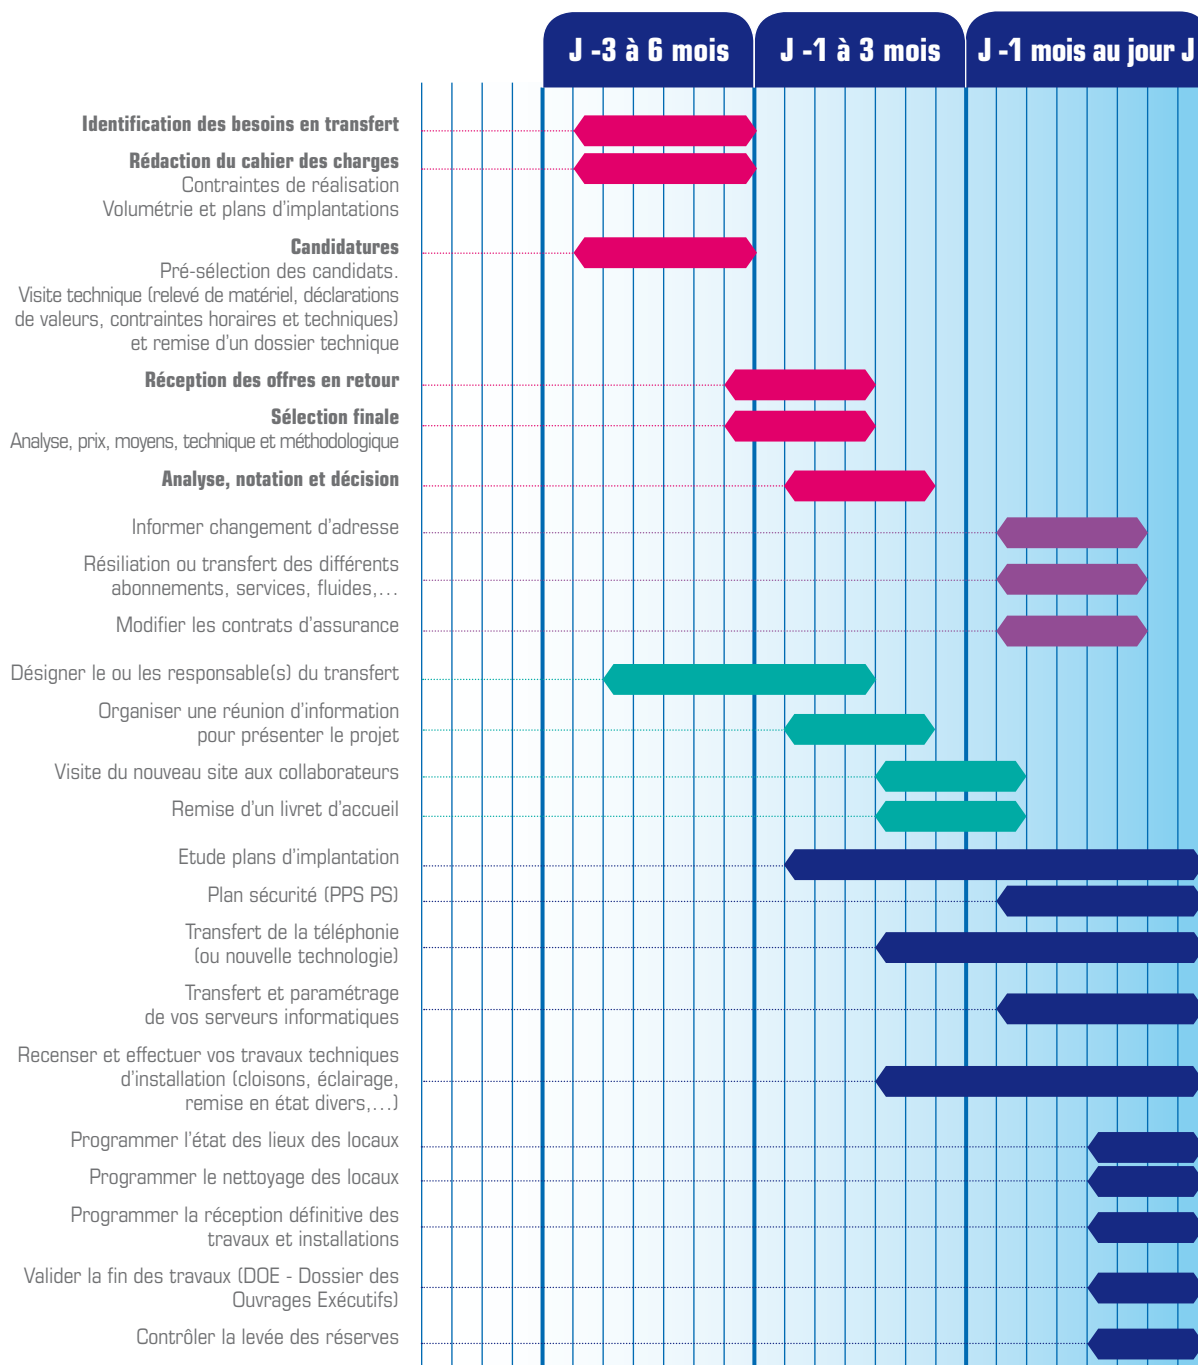 J -3 à 6 mois
J -1 à 3 mois
J -1 mois au jour J
Identification des besoins en transfert
Rédaction du cahier des charges
Contraintes de réalisation
Volumétrie et plans d'implantations
Candidatures
Pré-sélection des candidats.
Visite technique (relevé de matériel, déclarations
de valeurs, contraintes horaires et techniques)
et remise d'un dossier technique
Réception des offres en retour
Sélection finale
Analyse, prix, moyens, technique et méthodologique
Analyse, notation et décision
Informer changement d'adresse
Résiliation ou transfert des différents
abonnements, services, fluides,...
Modifier les contrats d'assurance
Désigner le ou les responsable(s) du transfert
Organiser une réunion d'information
pour présenter le projet
Visite du nouveau site aux collaborateurs
Remise d'un livret d'accueil
Etude plans d'implantation
Plan sécurité (PPS PS)
Transfert de la téléphonie
(ou nouvelle technologie)
Transfert et paramétrage
de vos serveurs informatiques
Recenser et effectuer vos travaux techniques
d'installation (cloisons, éclairage,
remise en état divers,...)
Programmer l'état des lieux des locaux
Programmer le nettoyage des locaux
Programmer la réception définitive des
travaux et installations
Valider la fin des travaux (DOE - Dossier des
Ouvrages Exécutifs)
Contrôler la levée des réserves